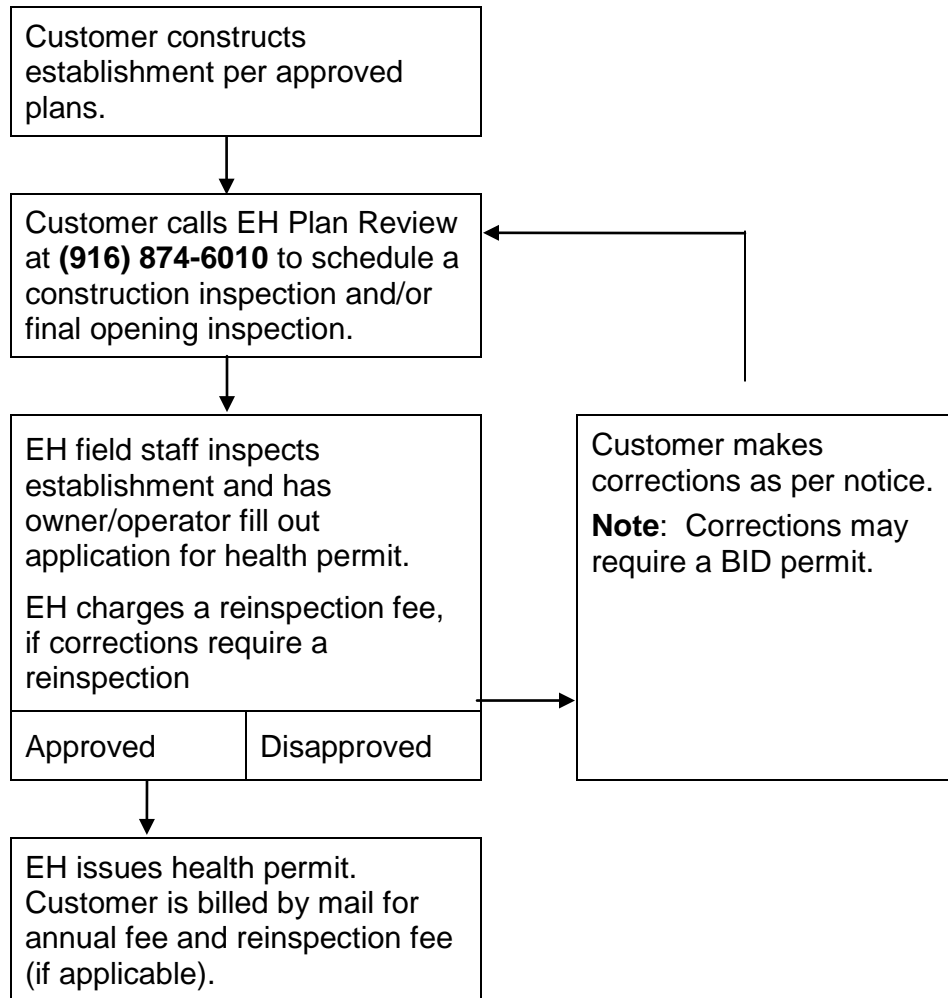 Customer constructs
establishment per approved
plans.
Customer calls EH Plan Review
at (916) 874-6010 to schedule a
construction inspection and/or
final opening inspection.
EH field staff inspects
establishment and has
owner/operator fill out
application for health permit.
EH charges a reinspection fee,
if corrections require a
reinspection
Approved
Disapproved
Customer makes
corrections as per notice.
Note: Corrections may
require a BID permit.
EH issues health permit.
Customer is billed by mail for
annual fee and reinspection fee
(if applicable).